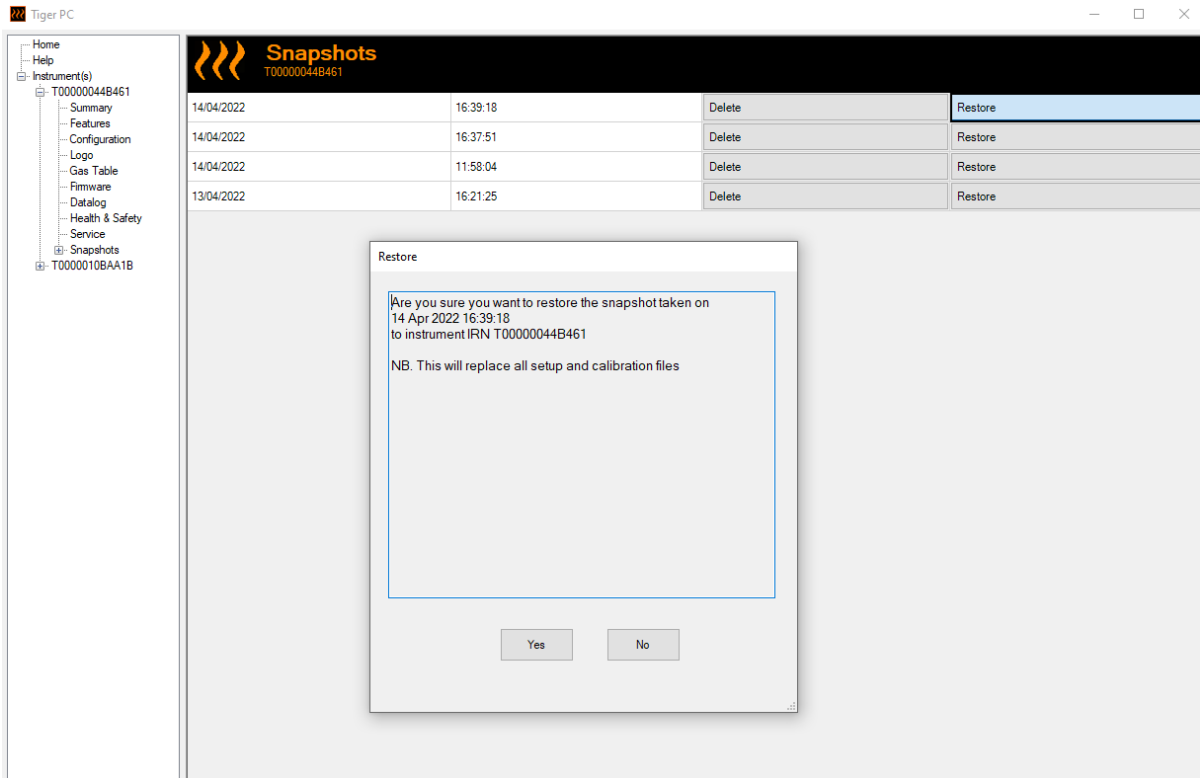 Tiger PC
Home
Help
Instrument(s)
T00000044B461
Summary
Features
Configuration
Logo
Gas Table
Firmware
Datalog
Health & Safety
Service
Snapshots
T0000010BAA1B
Snapshots
T00000044B461
14/04/2022 16:39:18 Delete Restore
14/04/2022 16:37:51 Delete Restore
14/04/2022 11:58:04 Delete Restore
13/04/2022 16:21:25 Delete Restore
Restore
Are you sure you want to restore the snapshot taken on
14 Apr 2022 16:39:18
to instrument IRN T00000044B461
NB. This will replace all setup and calibration files
Yes No